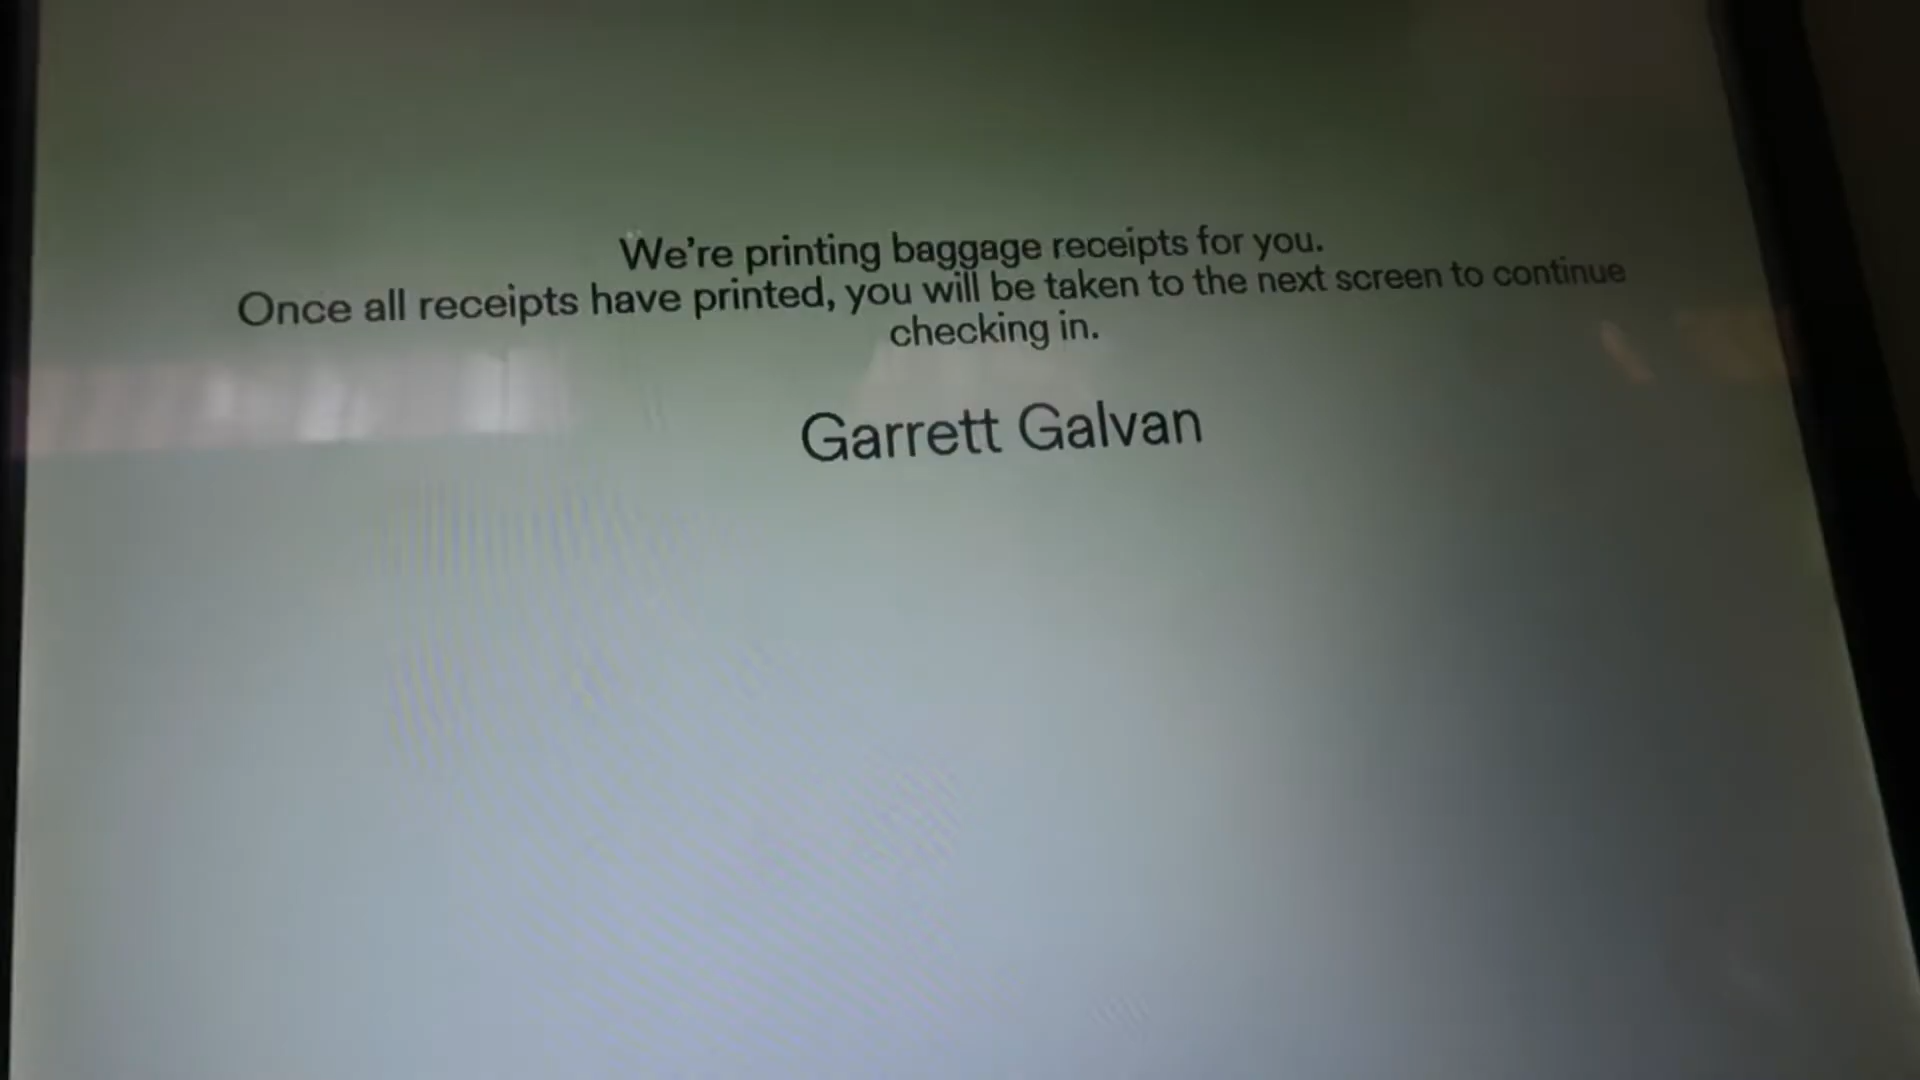 We're printing baggage receipts for you.
Once all receipts have printed, you will be taken to the next screen to continue
checking in.
Garrett Galvan